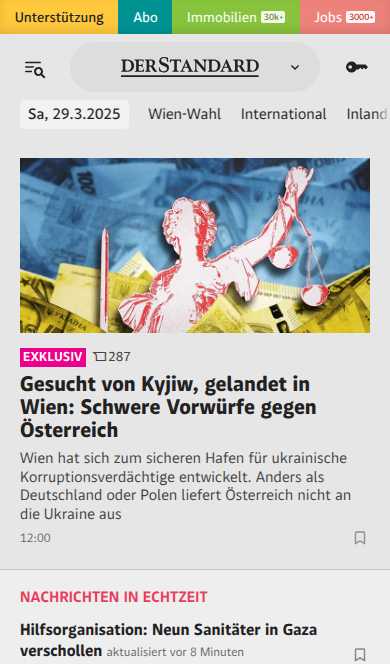 Unterstützung Abo Immobilien 30k+ Jobs 3000+
DERSTANDARD
Sa, 29.3.2025 Wien-Wahl International Inland
EXKLUSIV 287
Gesucht von Kyjiw, gelandet in
Wien: Schwere Vorwürfe gegen
Österreich
Wien hat sich zum sicheren Hafen für ukrainische
Korruptionsverdächtige entwickelt. Anders als
Deutschland oder Polen liefert Österreich nicht an
die Ukraine aus
12:00
NACHRICHTEN IN ECHTZEIT
Hilfsorganisation: Neun Sanitäter in Gaza
verschollen aktualisiert vor 8 Minuten